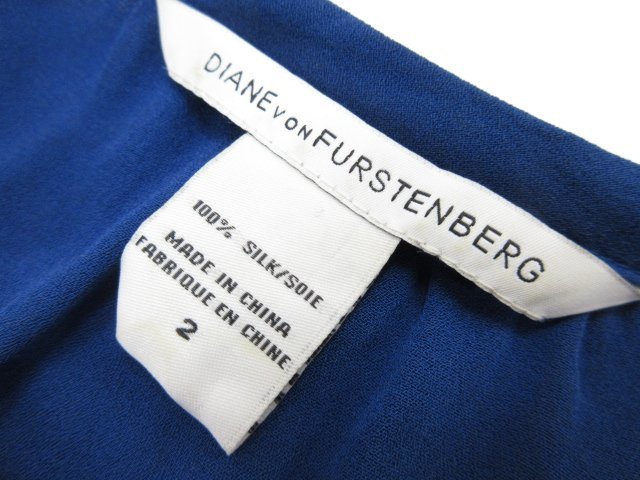 DIANE VON FURSTENBERG
100% SILK/SOIE
MADE IN CHINA
FABRIQUE EN CHINE
2